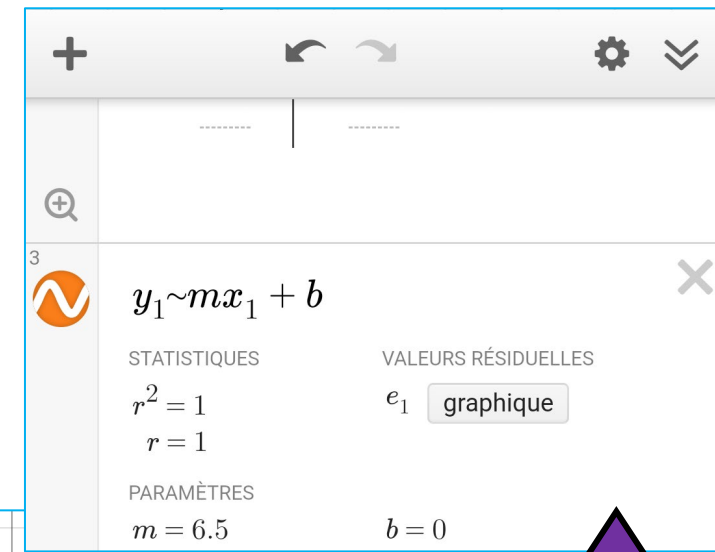 3
y₁~mx₁ + b
STATISTIQUES VALEURS RÉSIDUELLES
r² = 1 e₁ graphique
r = 1
PARAMÈTRES
m = 6.5 b = 0